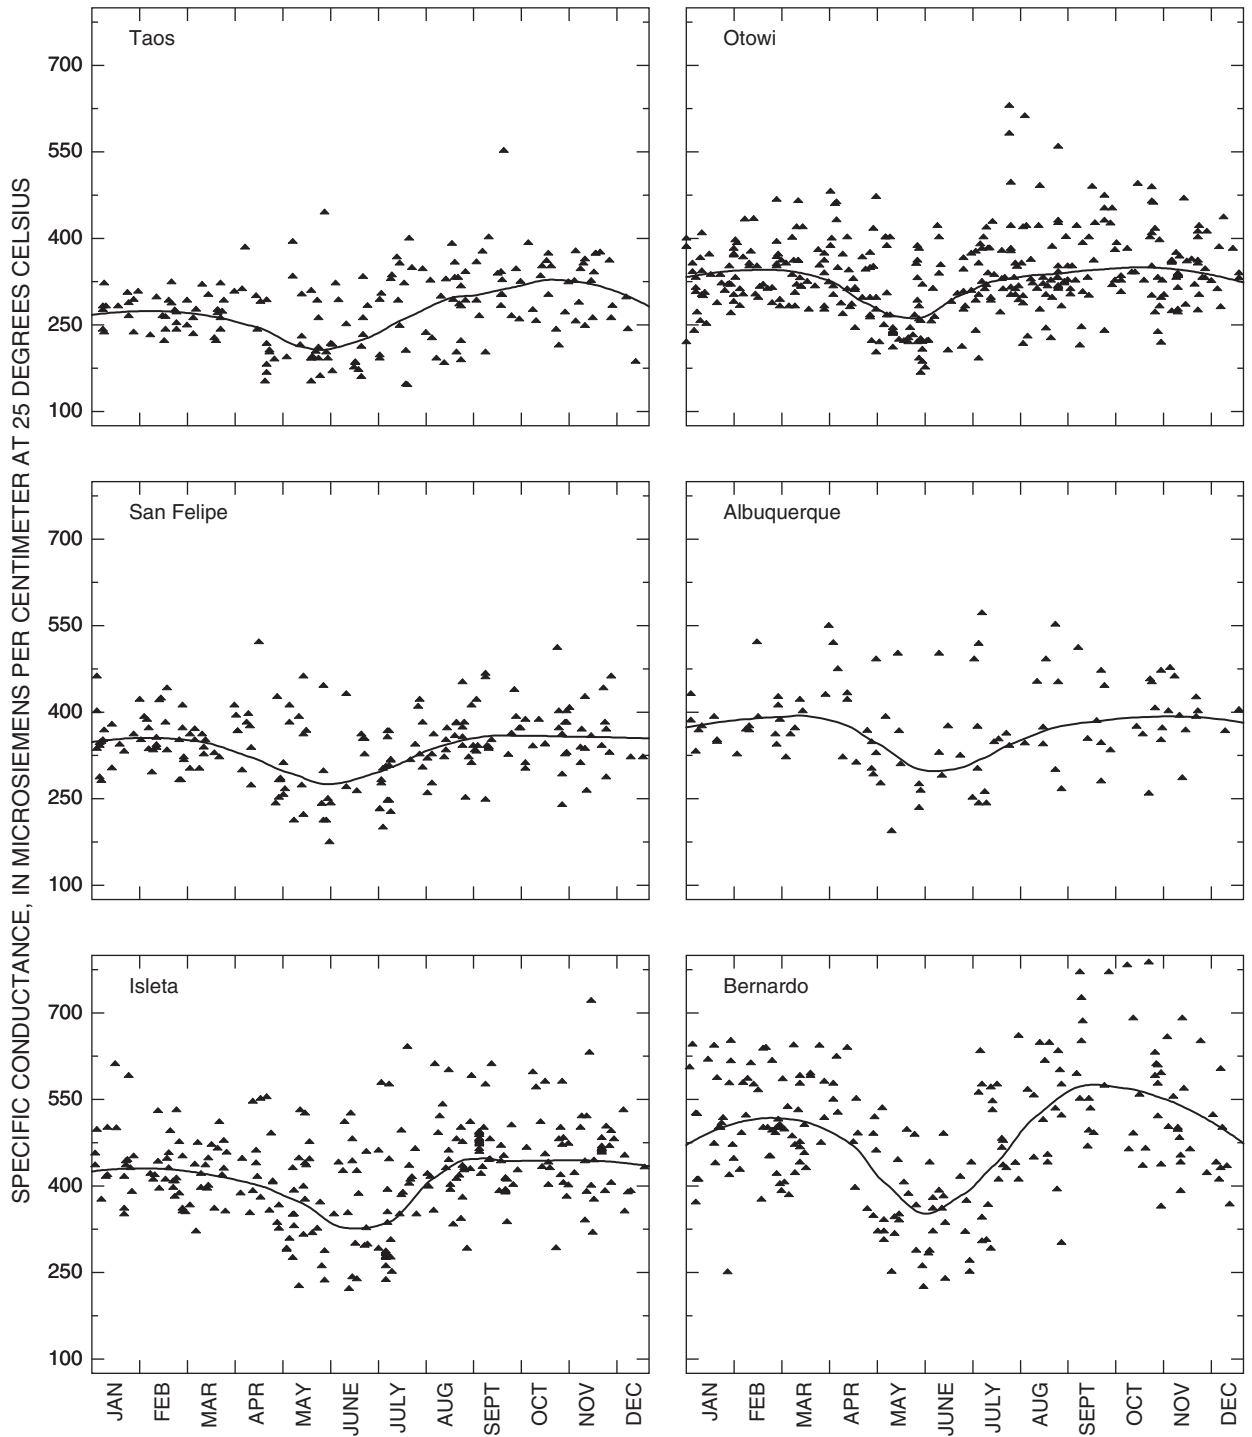 SPECIFIC CONDUCTANCE, IN MICROSIEMENS PER CENTIMETER AT 25 DEGREES CELSIUS
Taos
700
550
400
250
100
Otowi
San Felipe
700
550
400
250
100
Albuquerque
Isleta
700
550
400
250
100
Bernardo
JAN
FEB
MAR
APR
MAY
JUNE
JULY
AUG
SEPT
OCT
NOV
DEC
JAN
FEB
MAR
APR
MAY
JUNE
JULY
AUG
SEPT
OCT
NOV
DEC